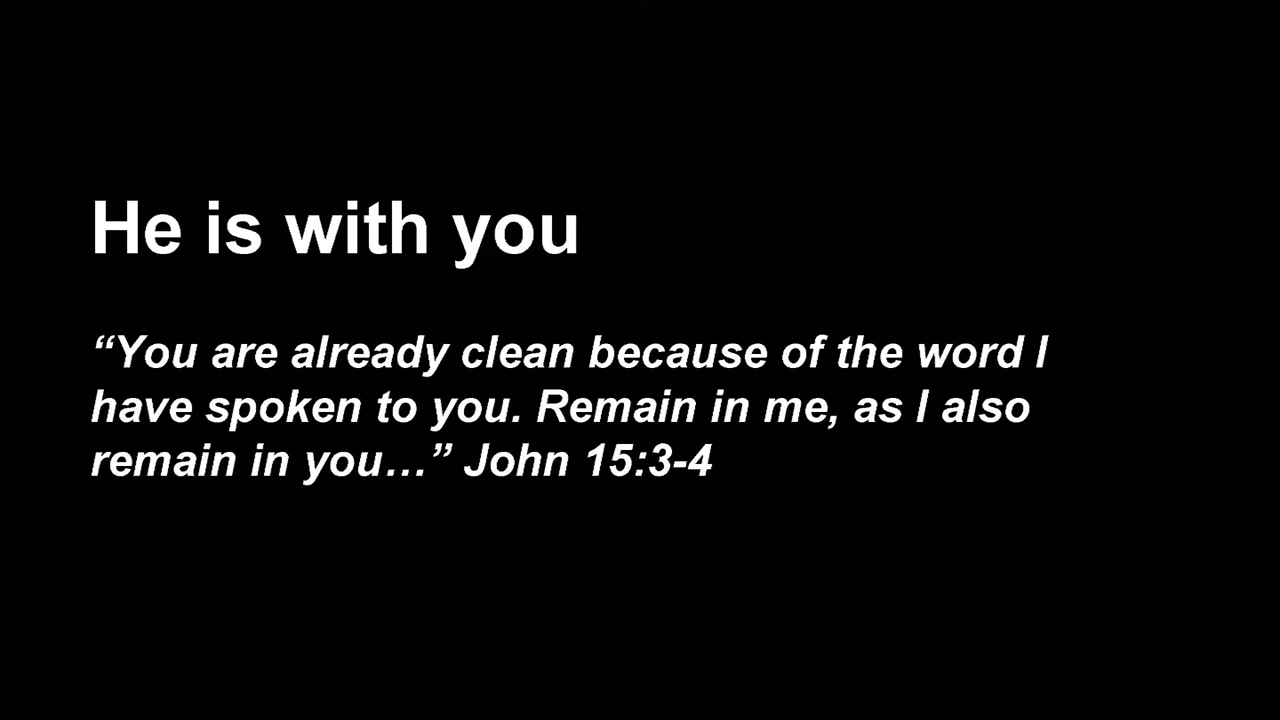 He is with you
“You are already clean because of the word I
have spoken to you. Remain in me, as I also
remain in you…” John 15:3-4